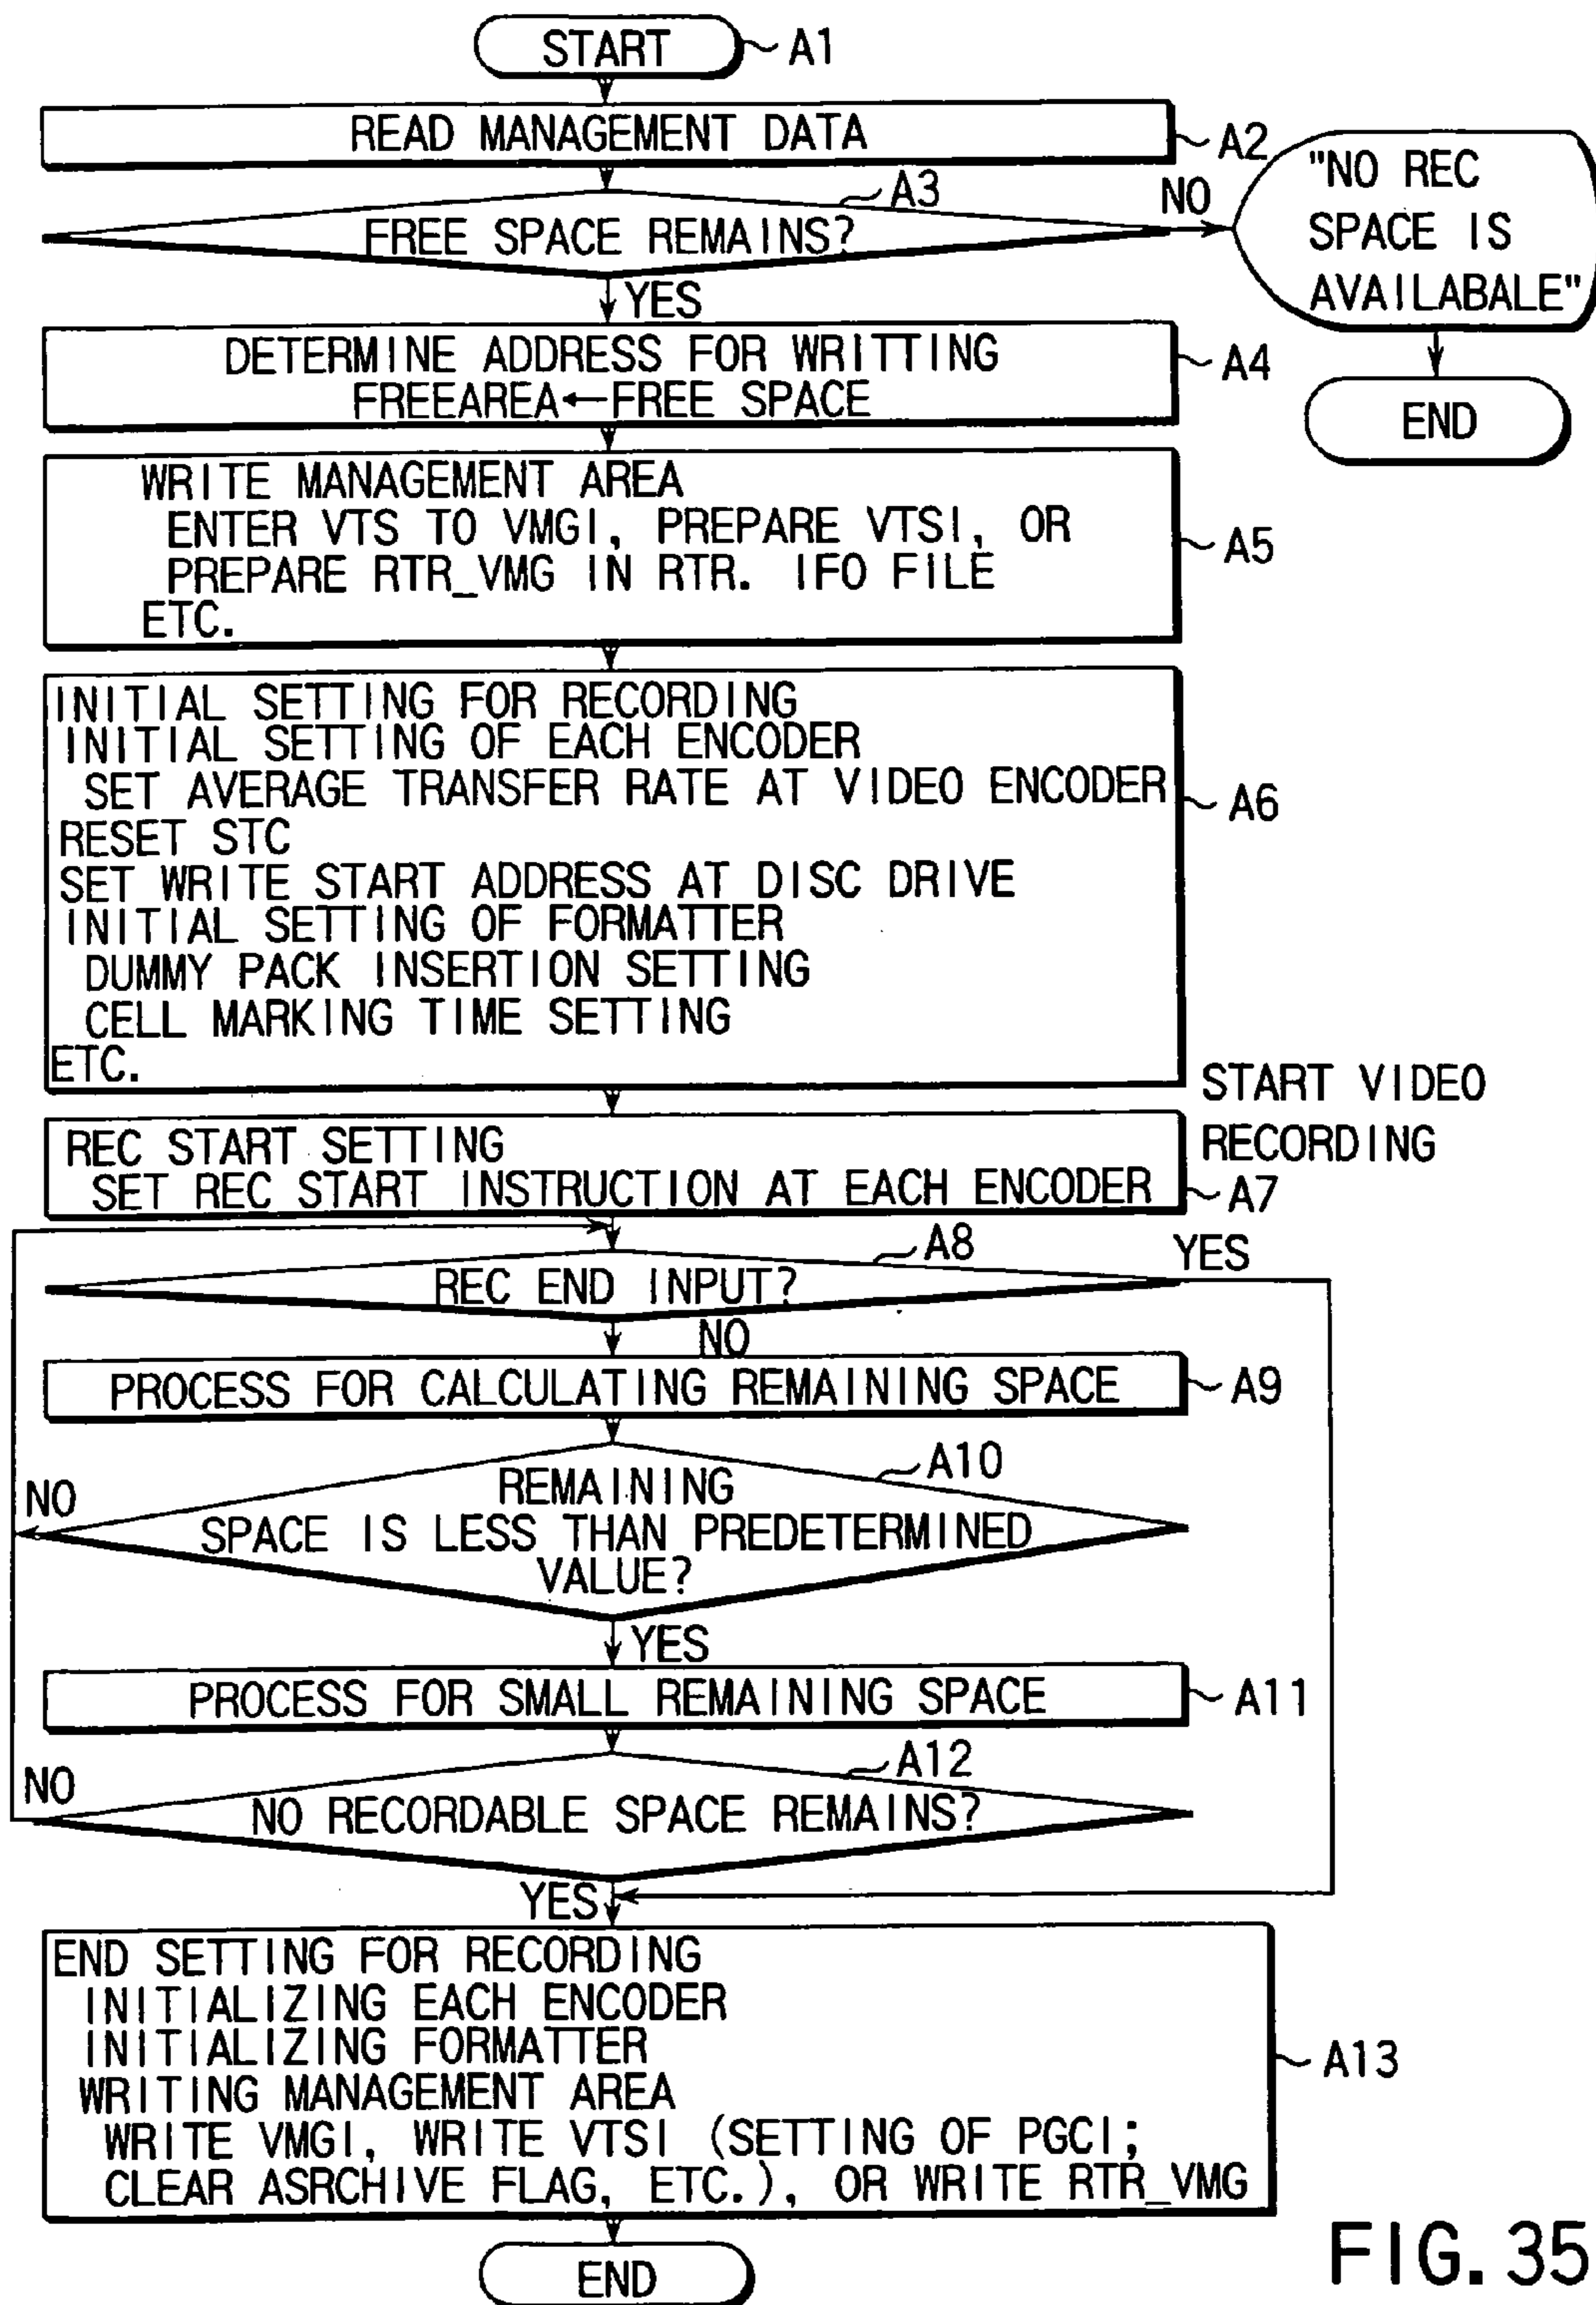 START
A1
READ MANAGEMENT DATA
A2
A3
FREE SPACE REMAINS?
NO
"NO REC
SPACE IS
AVAILABALE"
END
YES
DETERMINE ADDRESS FOR WRITTING
FREEAREA←FREE SPACE
A4
WRITE MANAGEMENT AREA
ENTER VTS TO VMGI, PREPARE VTSI, OR
PREPARE RTR_VMG IN RTR. IFO FILE
ETC.
A5
INITIAL SETTING FOR RECORDING
INITIAL SETTING OF EACH ENCODER
SET AVERAGE TRANSFER RATE AT VIDEO ENCODER
RESET STC
SET WRITE START ADDRESS AT DISC DRIVE
INITIAL SETTING OF FORMATTER
DUMMY PACK INSERTION SETTING
CELL MARKING TIME SETTING
ETC.
A6
START VIDEO
RECORDING
REC START SETTING
SET REC START INSTRUCTION AT EACH ENCODER
A7
A8
YES
REC END INPUT?
NO
PROCESS FOR CALCULATING REMAINING SPACE
A9
A10
NO
REMAINING
SPACE IS LESS THAN PREDETERMINED
VALUE?
YES
PROCESS FOR SMALL REMAINING SPACE
A11
A12
NO
NO RECORDABLE SPACE REMAINS?
YES
END SETTING FOR RECORDING
INITIALIZING EACH ENCODER
INITIALIZING FORMATTER
WRITING MANAGEMENT AREA
WRITE VMGI, WRITE VTSI (SETTING OF PGCI;
CLEAR ASRCHIVE FLAG, ETC.), OR WRITE RTR_VMG
A13
END
FIG. 35